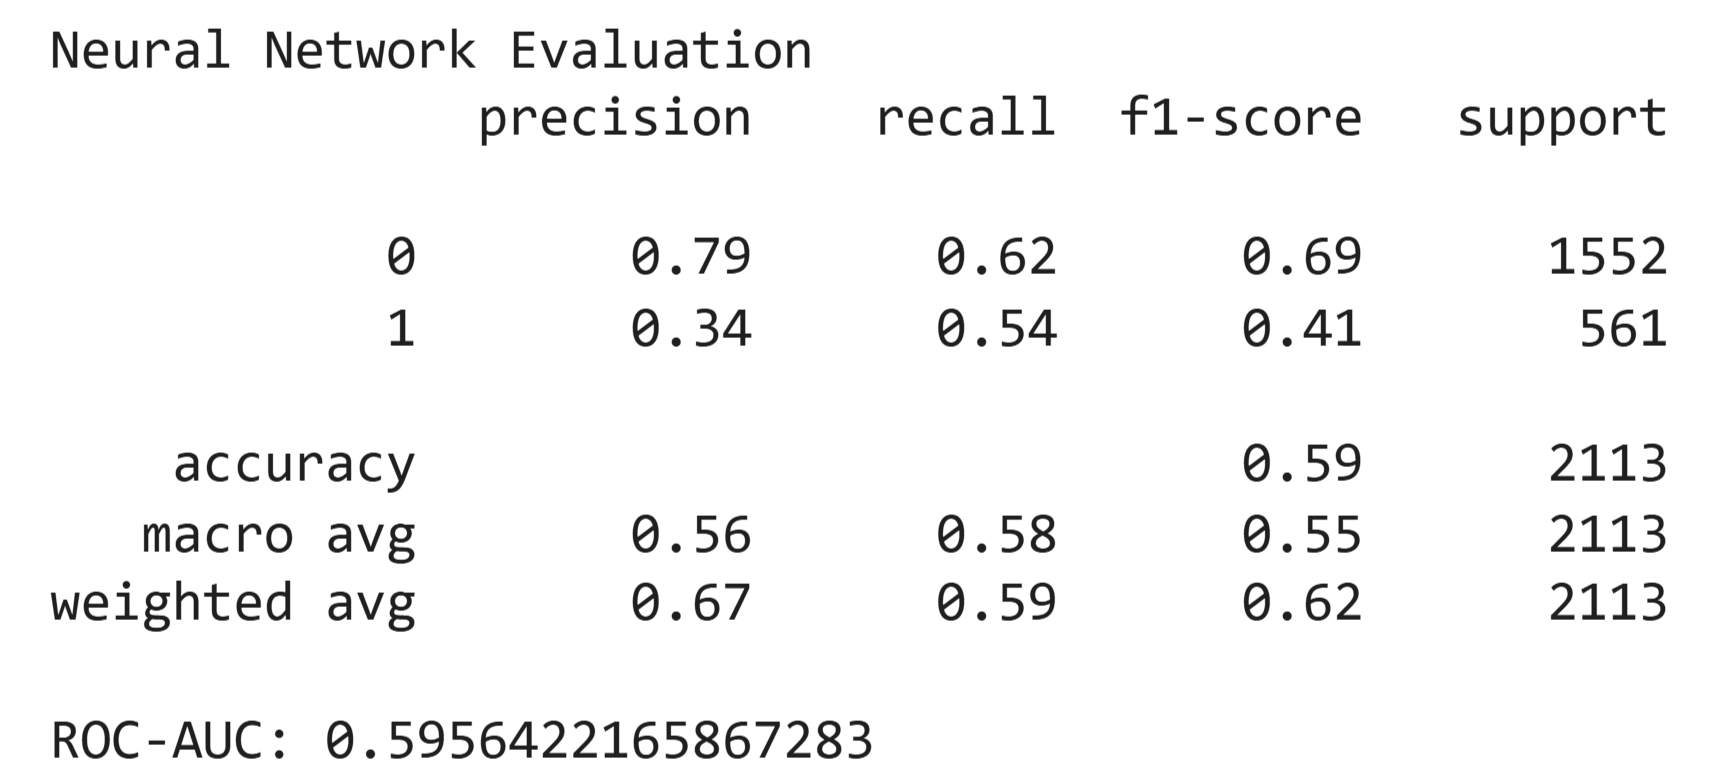 Neural Network Evaluation
precision recall f1-score support
0 0.79 0.62 0.69 1552
1 0.34 0.54 0.41 561
accuracy 0.59 2113
macro avg 0.56 0.58 0.55 2113
weighted avg 0.67 0.59 0.62 2113
ROC-AUC: 0.5956422165867283